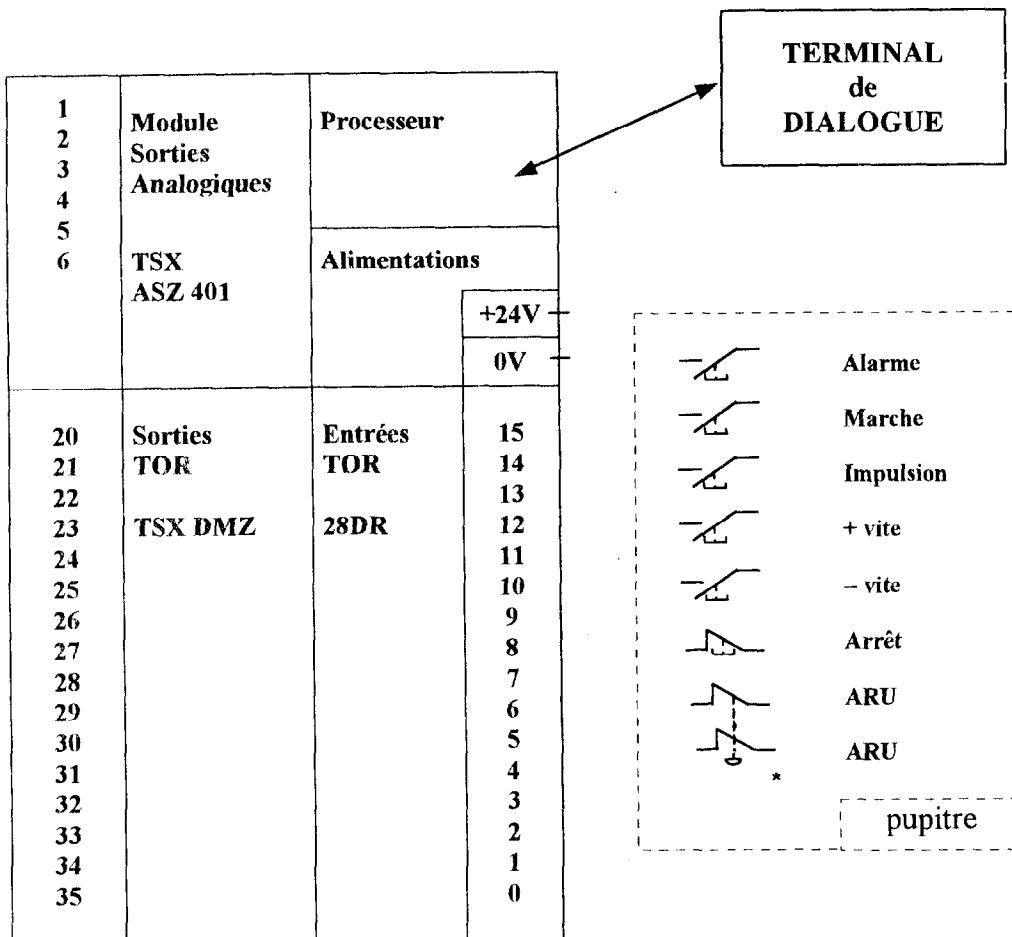 TERMINAL
de
DIALOGUE
1
2
3
4
5
6
Module
Sorties
Analogiques
TSX
ASZ 401
Processeur
Alimentations
+24V
0V
20
21
22
23
24
25
26
27
28
29
30
31
32
33
34
35
Sorties
TOR
TSX DMZ
Entrées
TOR
28DR
15
14
13
12
11
10
9
8
7
6
5
4
3
2
1
0
Alarme
Marche
Impulsion
+ vite
– vite
Arrêt
ARU
ARU
*
pupitre